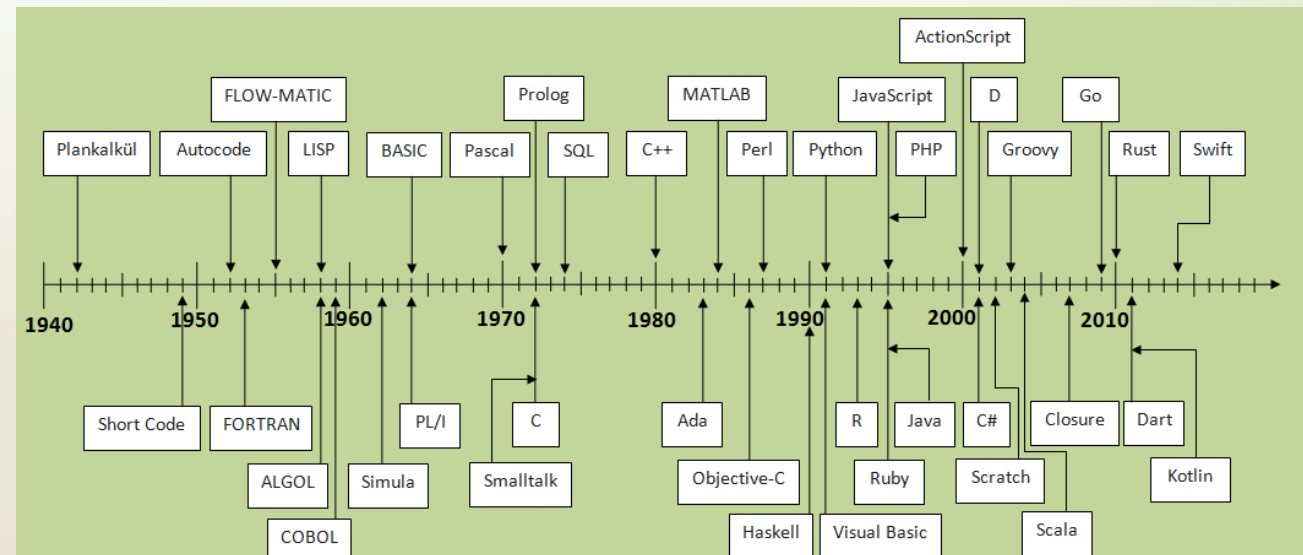 ActionScript
FLOW-MATIC
Prolog
MATLAB
JavaScript
D
Go
Plankalkül
Autocode
LISP
BASIC
Pascal
SQL
C++
Perl
Python
PHP
Groovy
Rust
Swift
1940
1950
1960
1970
1980
1990
2000
2010
Short Code
FORTRAN
PL/I
C
Ada
R
Java
C#
Closure
Dart
ALGOL
Simula
Smalltalk
Objective-C
Ruby
Scratch
Kotlin
COBOL
Haskell
Visual Basic
Scala